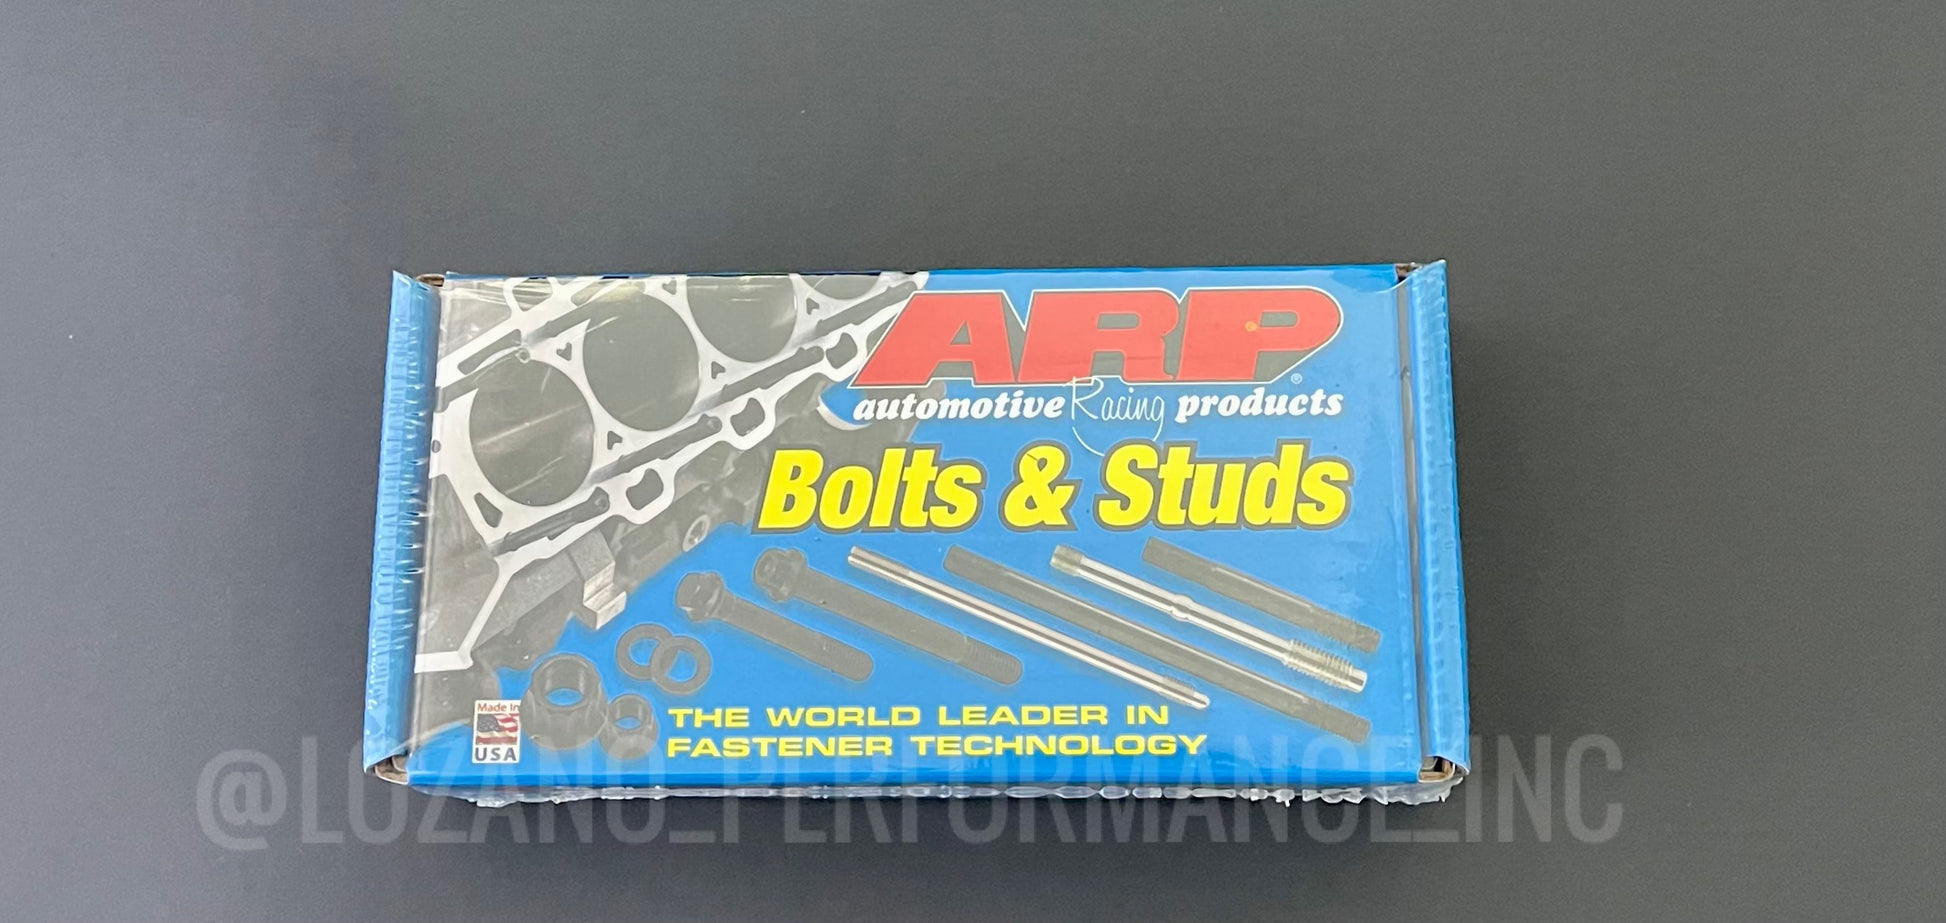 ARP®
automotive Racing products
Bolts & Studs
Made In
USA
THE WORLD LEADER IN
FASTENER TECHNOLOGY
@LOZANO_PERFORMANCE_INC